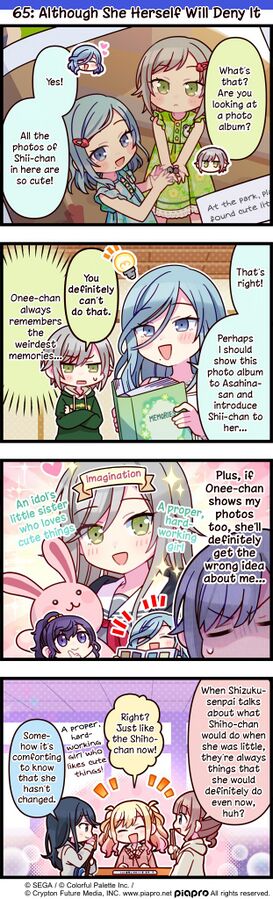 65: Although She Herself Will Deny It
What's
that?
Are you
looking at
a photo
album?
Yes!
All the
photos of
Shii-chan
in here are
so cute!
At the park, pl
found cute lit
That's
right!
Perhaps
I should
show this
photo album
to Asahina-
san and
introduce
Shii-chan
to her...
You
definitely
can't
do that.
Onee-chan
always
remembers
the
weirdest
memories...
MEMORIES
Plus, if
Onee-chan
shows my
photos
too, she'll
definitely
get the
wrong idea
about me...
Imagination
A proper,
hard-
working
girl
An idol's
little sister
who loves
cute things
When Shizuku-
senpai talks
about what
Shiho-chan
would do when
she was little,
they're always
things that
she would
definitely do
even now,
huh?
Right?
Just like
the Shiho-
chan now!
A proper,
hard-
working
girl who
likes cute
things!
Some-
how it's
comforting
to know
that she
hasn't
changed.
© SEGA / © Colorful Palette Inc. /
© Crypton Future Media, INC. www.piapro.net piapro All rights reserved.